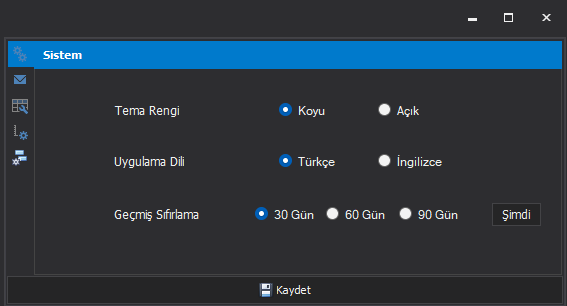 Sistem
Tema Rengi Koyu Açık
Uygulama Dili Türkçe İngilizce
Geçmiş Sıfırlama 30 Gün 60 Gün 90 Gün Şimdi
Kaydet